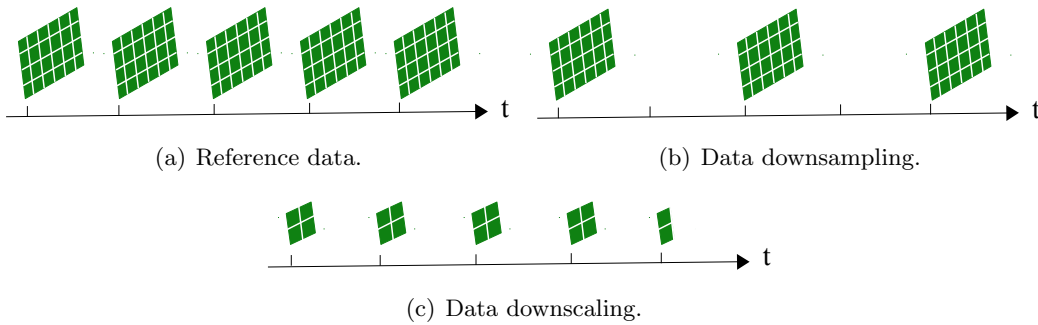 t
t
(a) Reference data.
(b) Data downsampling.
t
(c) Data downscaling.